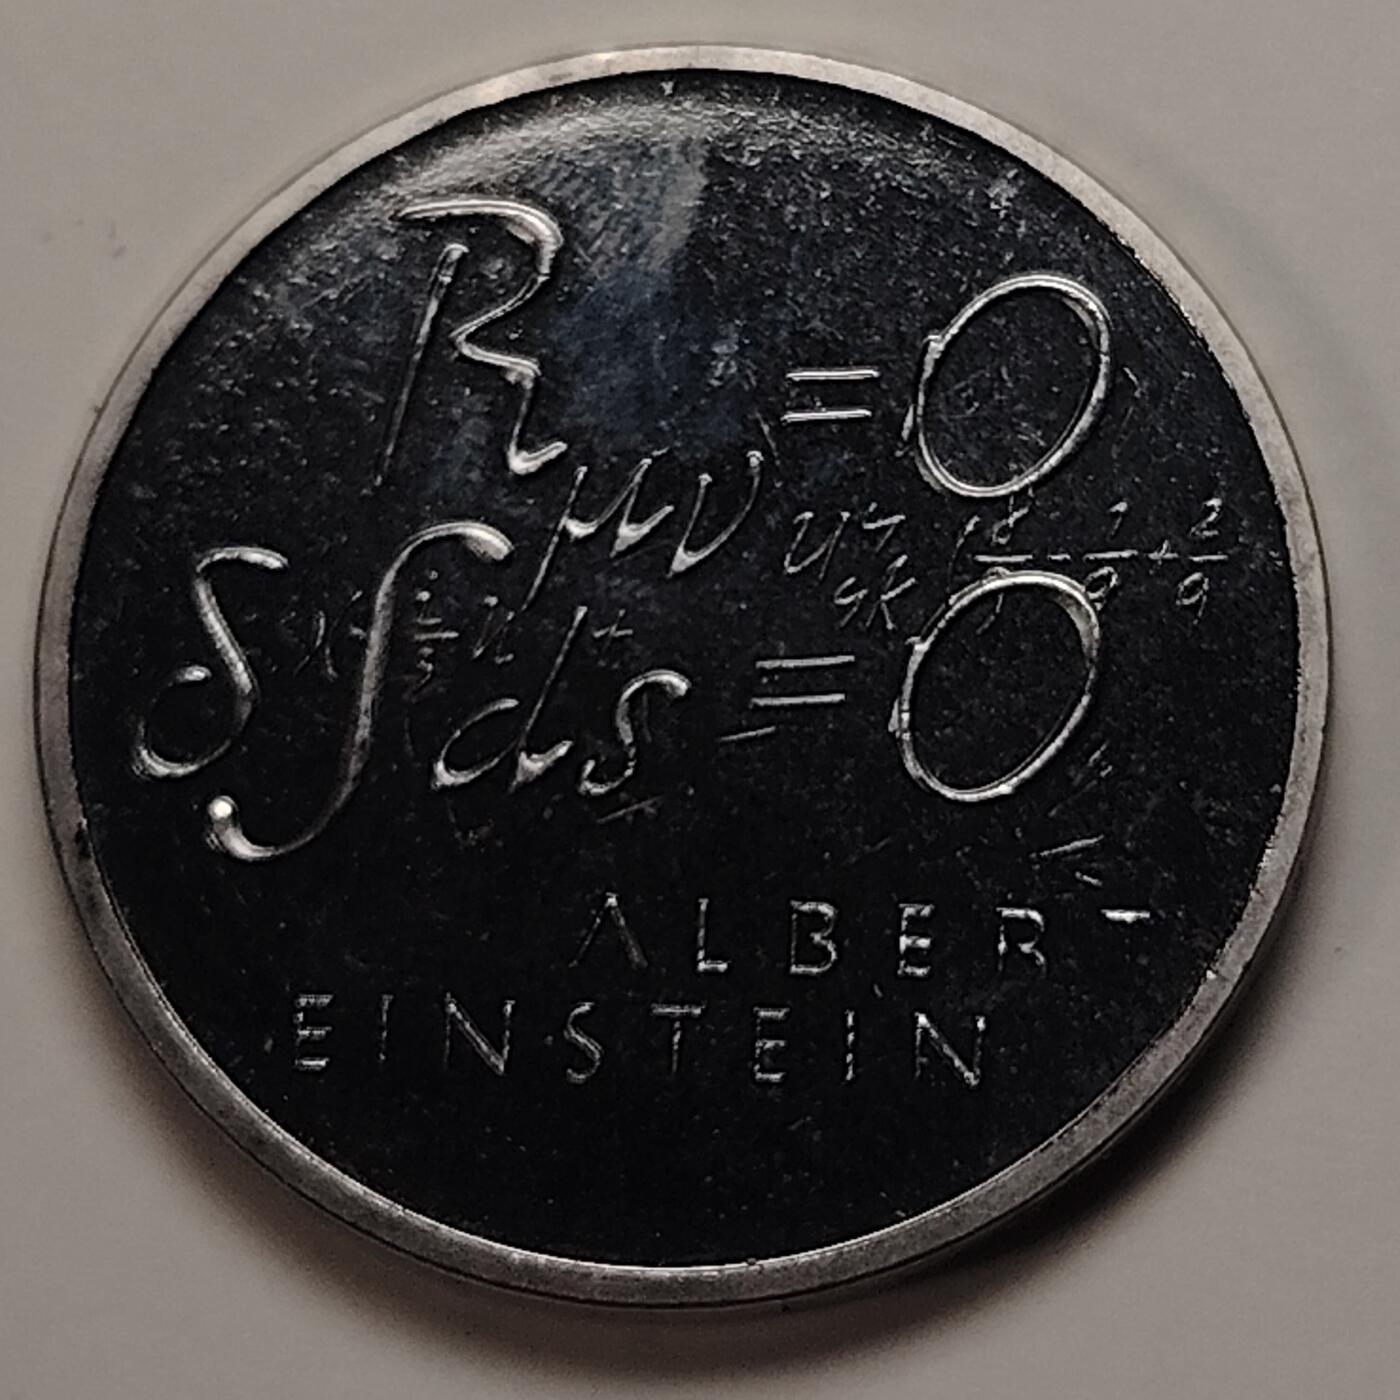 Rμν = 0
δ∫ds = 0
ALBERT
EINSTEIN